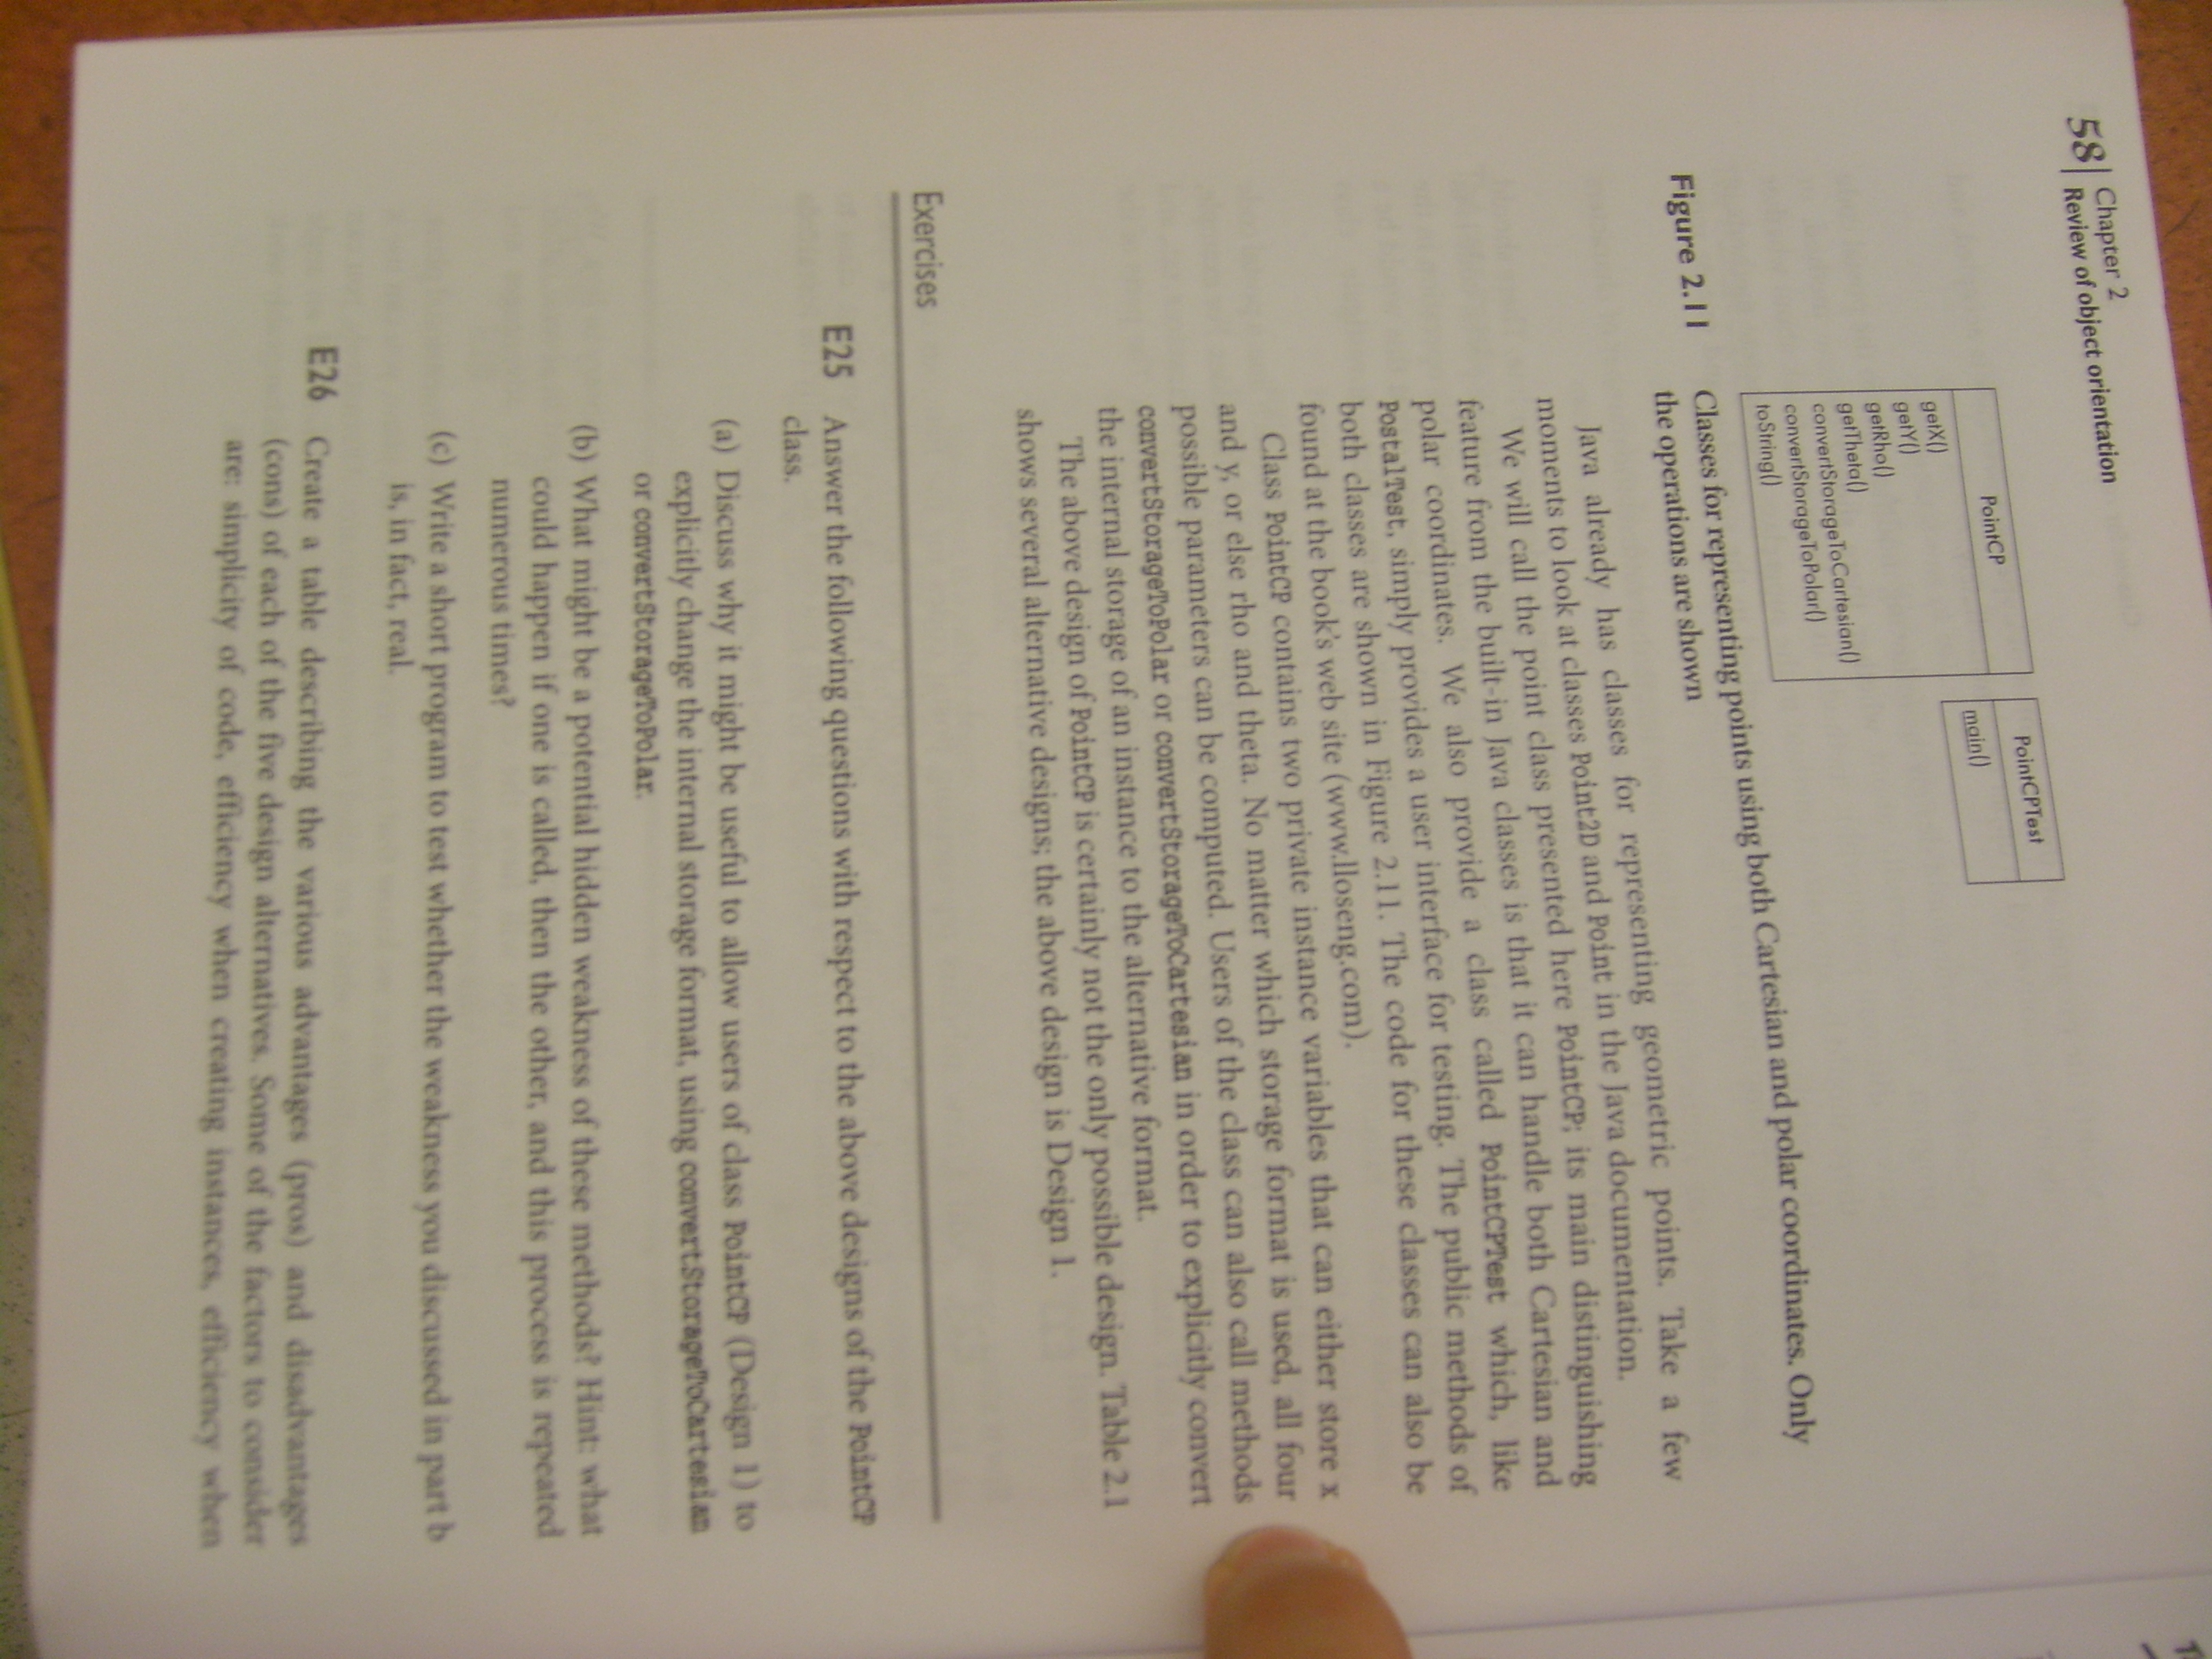 58 | Chapter 2
Review of object orientation
PointCP
getX()
getY()
getRho()
getTheta()
convertStorageToCartesian()
convertStorageToPolar()
toString()
PointCPTest
main()
Figure 2.11 Classes for representing points using both Cartesian and polar coordinates. Only
the operations are shown
Java already has classes for representing geometric points. Take a few
moments to look at classes Point2D and Point in the Java documentation.
We will call the point class presented here PointCP; its main distinguishing
feature from the built-in Java classes is that it can handle both Cartesian and
polar coordinates. We also provide a class called PointCPTest which, like
PostalTest, simply provides a user interface for testing. The public methods of
both classes are shown in Figure 2.11. The code for these classes can also be
found at the book's web site (www.lloseng.com).
Class PointCP contains two private instance variables that can either store x
and y, or else rho and theta. No matter which storage format is used, all four
possible parameters can be computed. Users of the class can also call methods
convertStorageToPolar or convertStorageToCartesian in order to explicitly convert
the internal storage of an instance to the alternative format.
The above design of PointCP is certainly not the only possible design. Table 2.1
shows several alternative designs; the above design is Design 1.
Exercises
E25 Answer the following questions with respect to the above designs of the PointCP
class.
(a) Discuss why it might be useful to allow users of class PointCP (Design 1) to
explicitly change the internal storage format, using convertStorageToCartesian
or convertStorageToPolar.
(b) What might be a potential hidden weakness of these methods? Hint: what
could happen if one is called, then the other, and this process is repeated
numerous times?
(c) Write a short program to test whether the weakness you discussed in part b
is, in fact, real.
E26 Create a table describing the various advantages (pros) and disadvantages
(cons) of each of the five design alternatives. Some of the factors to consider
are: simplicity of code, efficiency when creating instances, efficiency when